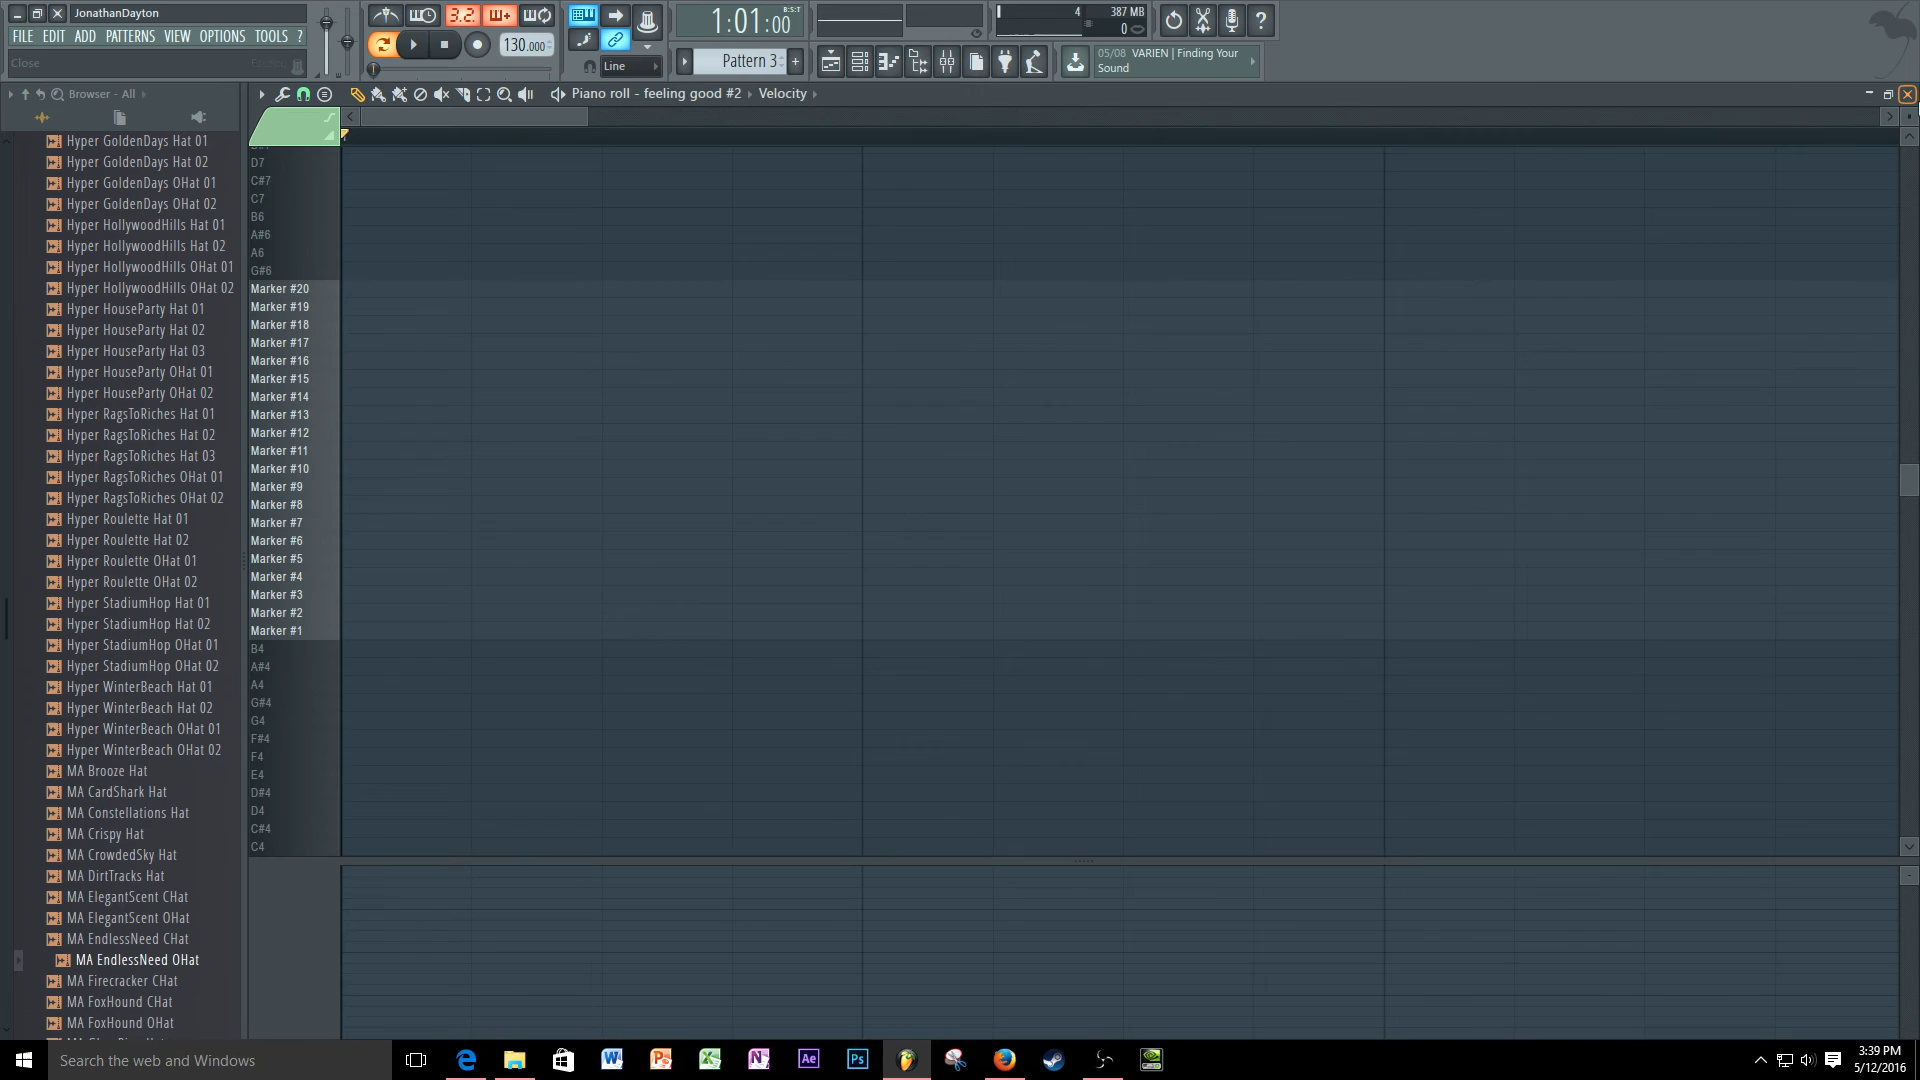 JonathanDayton
FILE EDIT ADD PATTERNS VIEW OPTIONS TOOLS ?
Close
3.2.
130.000
Line
1:01:00
B:S:T
Pattern 3
4
387 MB
0
05/08 VARIEN | Finding Your
Sound
Browser - All
Piano roll - feeling good #2 Velocity
Hyper GoldenDays Hat 01
Hyper GoldenDays Hat 02
Hyper GoldenDays OHat 01
Hyper GoldenDays OHat 02
Hyper HollywoodHills Hat 01
Hyper HollywoodHills Hat 02
Hyper HollywoodHills OHat 01
Hyper HollywoodHills OHat 02
Hyper HouseParty Hat 01
Hyper HouseParty Hat 02
Hyper HouseParty Hat 03
Hyper HouseParty OHat 01
Hyper HouseParty OHat 02
Hyper RagsToRiches Hat 01
Hyper RagsToRiches Hat 02
Hyper RagsToRiches Hat 03
Hyper RagsToRiches OHat 01
Hyper RagsToRiches OHat 02
Hyper Roulette Hat 01
Hyper Roulette Hat 02
Hyper Roulette OHat 01
Hyper Roulette OHat 02
Hyper StadiumHop Hat 01
Hyper StadiumHop Hat 02
Hyper StadiumHop OHat 01
Hyper StadiumHop OHat 02
Hyper WinterBeach Hat 01
Hyper WinterBeach Hat 02
Hyper WinterBeach OHat 01
Hyper WinterBeach OHat 02
MA Brooze Hat
MA CardShark Hat
MA Constellations Hat
MA Crispy Hat
MA CrowdedSky Hat
MA DirtTracks Hat
MA ElegantScent CHat
MA ElegantScent OHat
MA EndlessNeed CHat
MA EndlessNeed OHat
MA Firecracker CHat
MA FoxHound CHat
MA FoxHound OHat
D7
C#7
C7
B6
A#6
A6
G#6
Marker #20
Marker #19
Marker #18
Marker #17
Marker #16
Marker #15
Marker #14
Marker #13
Marker #12
Marker #11
Marker #10
Marker #9
Marker #8
Marker #7
Marker #6
Marker #5
Marker #4
Marker #3
Marker #2
Marker #1
B4
A#4
A4
G#4
G4
F#4
F4
E4
D#4
D4
C#4
C4
Search the web and Windows
Ae
Ps
3:39 PM
5/12/2016